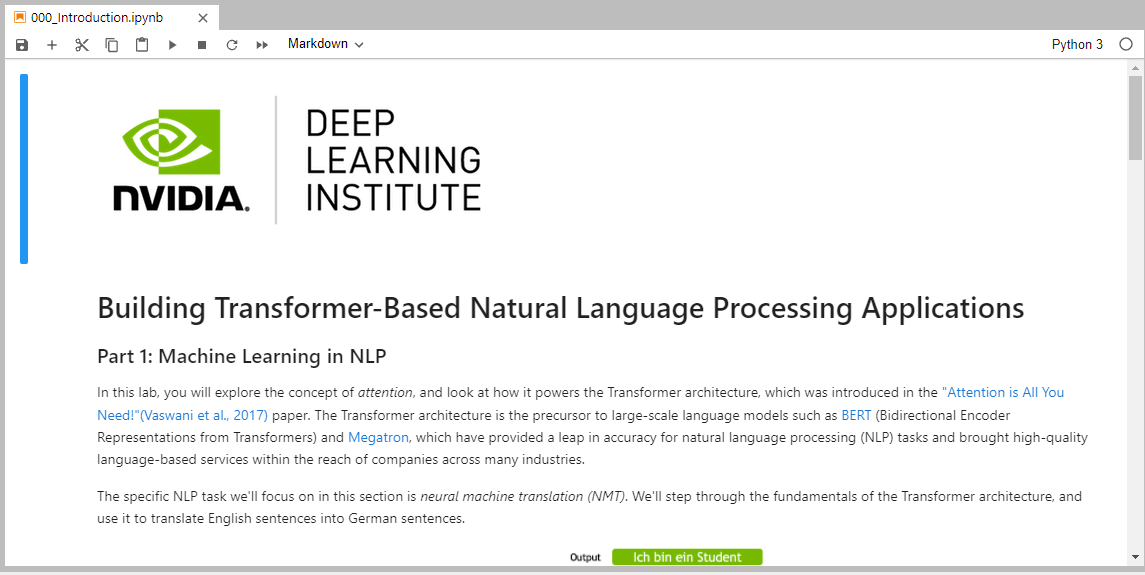 000_Introduction.ipynb
Markdown
Python 3
NVIDIA.
DEEP
LEARNING
INSTITUTE
Building Transformer-Based Natural Language Processing Applications
Part 1: Machine Learning in NLP
In this lab, you will explore the concept of attention, and look at how it powers the Transformer architecture, which was introduced in the "Attention is All You
Need!"(Vaswani et al., 2017) paper. The Transformer architecture is the precursor to large-scale language models such as BERT (Bidirectional Encoder
Representations from Transformers) and Megatron, which have provided a leap in accuracy for natural language processing (NLP) tasks and brought high-quality
language-based services within the reach of companies across many industries.
The specific NLP task we'll focus on in this section is neural machine translation (NMT). We'll step through the fundamentals of the Transformer architecture, and
use it to translate English sentences into German sentences.
Output Ich bin ein Student